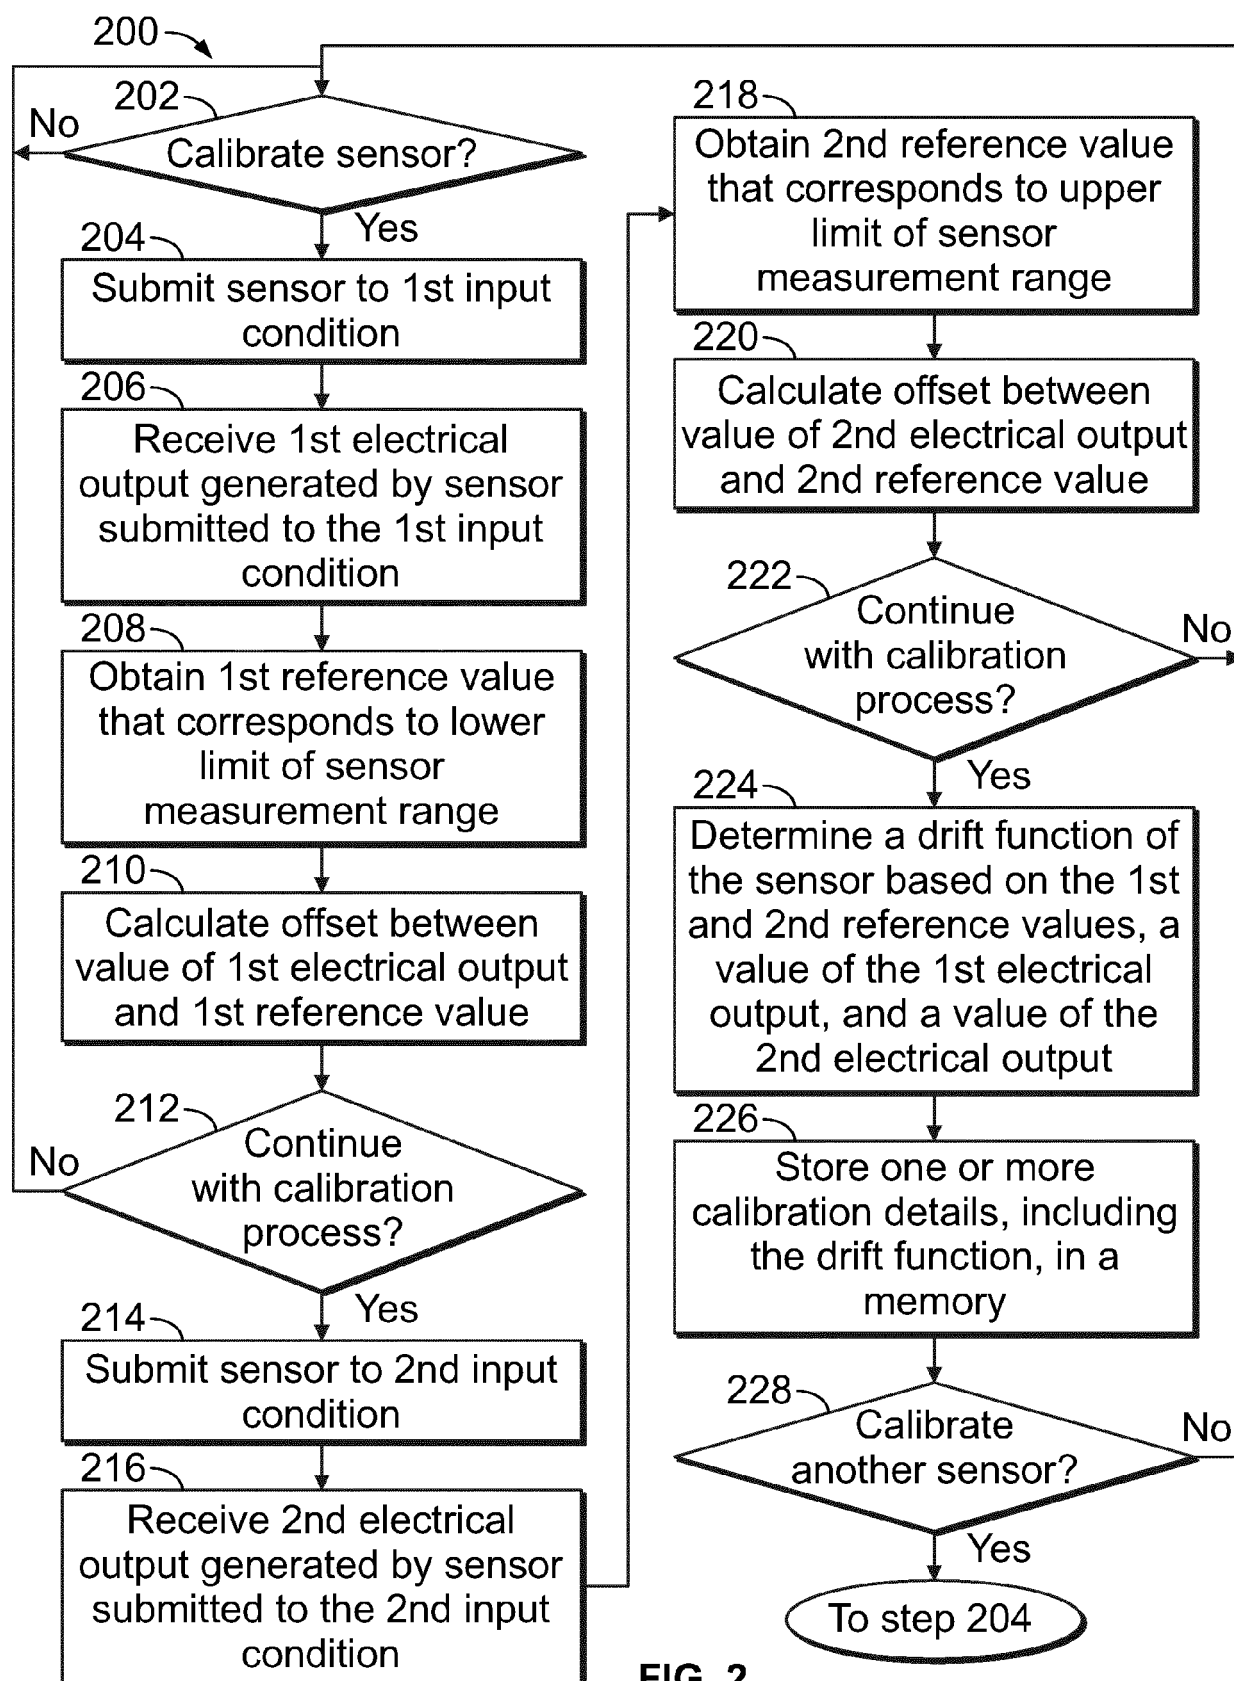 200
202
No
Calibrate sensor?
Yes
204
Submit sensor to 1st input
condition
206
Receive 1st electrical
output generated by sensor
submitted to the 1st input
condition
208
Obtain 1st reference value
that corresponds to lower
limit of sensor
measurement range
210
Calculate offset between
value of 1st electrical output
and 1st reference value
212
No
Continue
with calibration
process?
Yes
214
Submit sensor to 2nd input
condition
216
Receive 2nd electrical
output generated by sensor
submitted to the 2nd input
condition
218
Obtain 2nd reference value
that corresponds to upper
limit of sensor
measurement range
220
Calculate offset between
value of 2nd electrical output
and 2nd reference value
222
Continue
with calibration
process?
No
Yes
224
Determine a drift function of
the sensor based on the 1st
and 2nd reference values, a
value of the 1st electrical
output, and a value of the
2nd electrical output
226
Store one or more
calibration details, including
the drift function, in a
memory
228
Calibrate
another sensor?
No
Yes
To step 204
FIG. 2